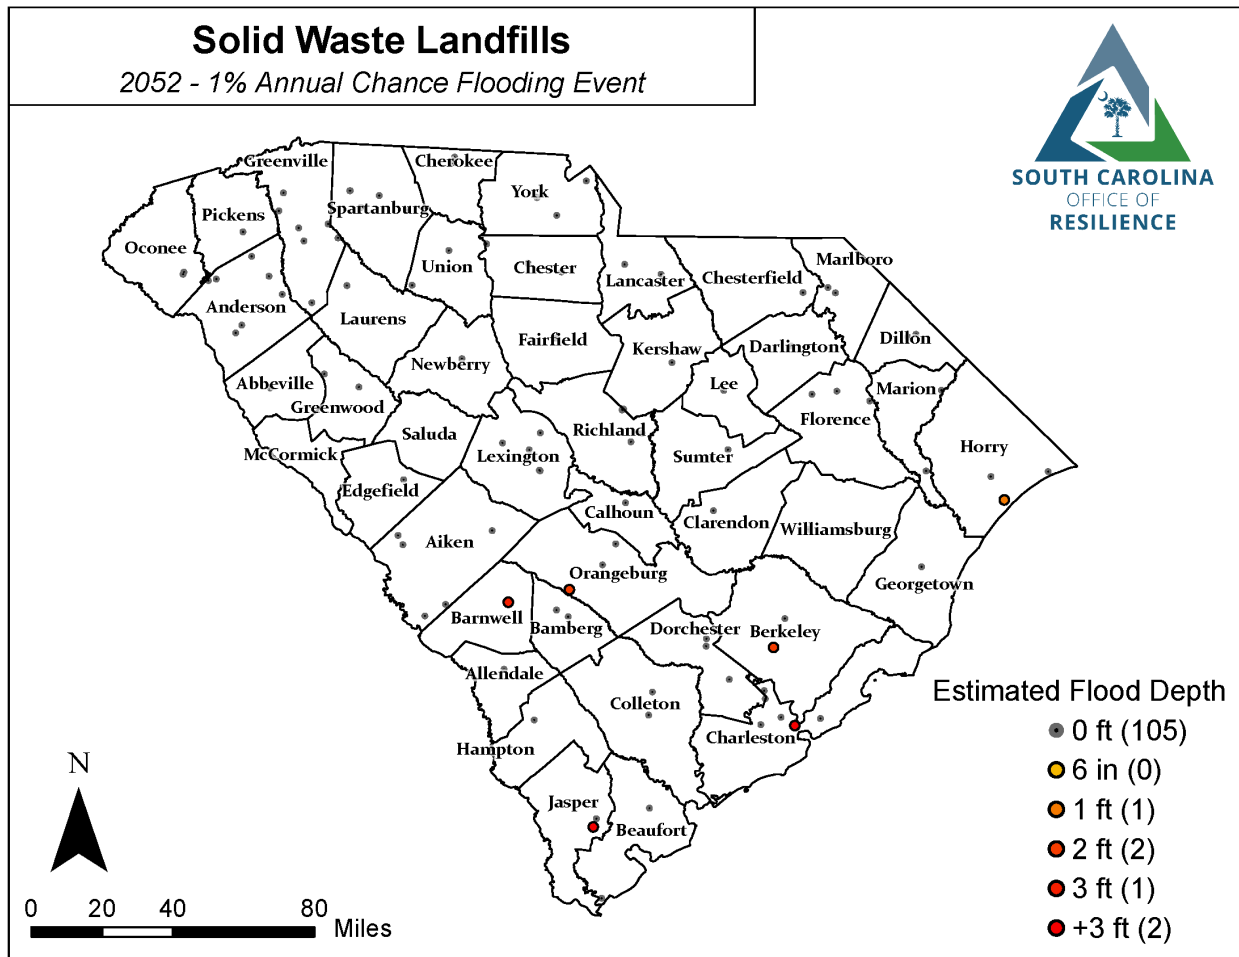 Solid Waste Landfills
2052 - 1% Annual Chance Flooding Event
SOUTH CAROLINA
OFFICE OF
RESILIENCE
Greenville
Cherokee
York
Pickens
Spartanburg
Oconee
Union
Chester
Lancaster
Chesterfield
Marlboro
Anderson
Laurens
Fairfield
Kershaw
Darlington
Dillon
Newberry
Abbeville
Greenwood
Lee
Marion
Saluda
Richland
Florence
Horry
McCormick
Lexington
Sumter
Edgefield
Calhoun
Clarendon
Williamsburg
Aiken
Orangeburg
Georgetown
Barnwell
Bamberg
Dorchester
Berkeley
Allendale
Colleton
Charleston
Hampton
Jasper
Beaufort
Estimated Flood Depth
0 ft (105)
6 in (0)
1 ft (1)
2 ft (2)
3 ft (1)
+3 ft (2)
N
0 20 40 80 Miles